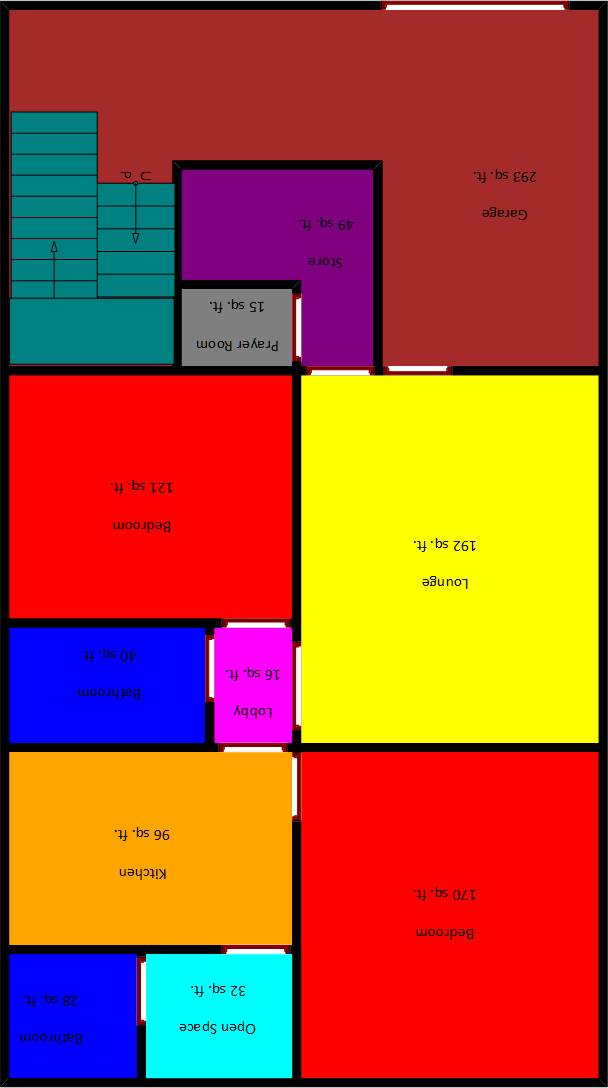 Open Space
32 sq. ft.
Bathroom
28 sq. ft.
Bedroom
170 sq. ft.
Kitchen
96 sq. ft.
Lobby
16 sq. ft.
Bathroom
40 sq. ft.
Lounge
192 sq. ft.
Bedroom
121 sq. ft.
Prayer Room
15 sq. ft.
Store
49 sq. ft.
Garage
293 sq. ft.
UP